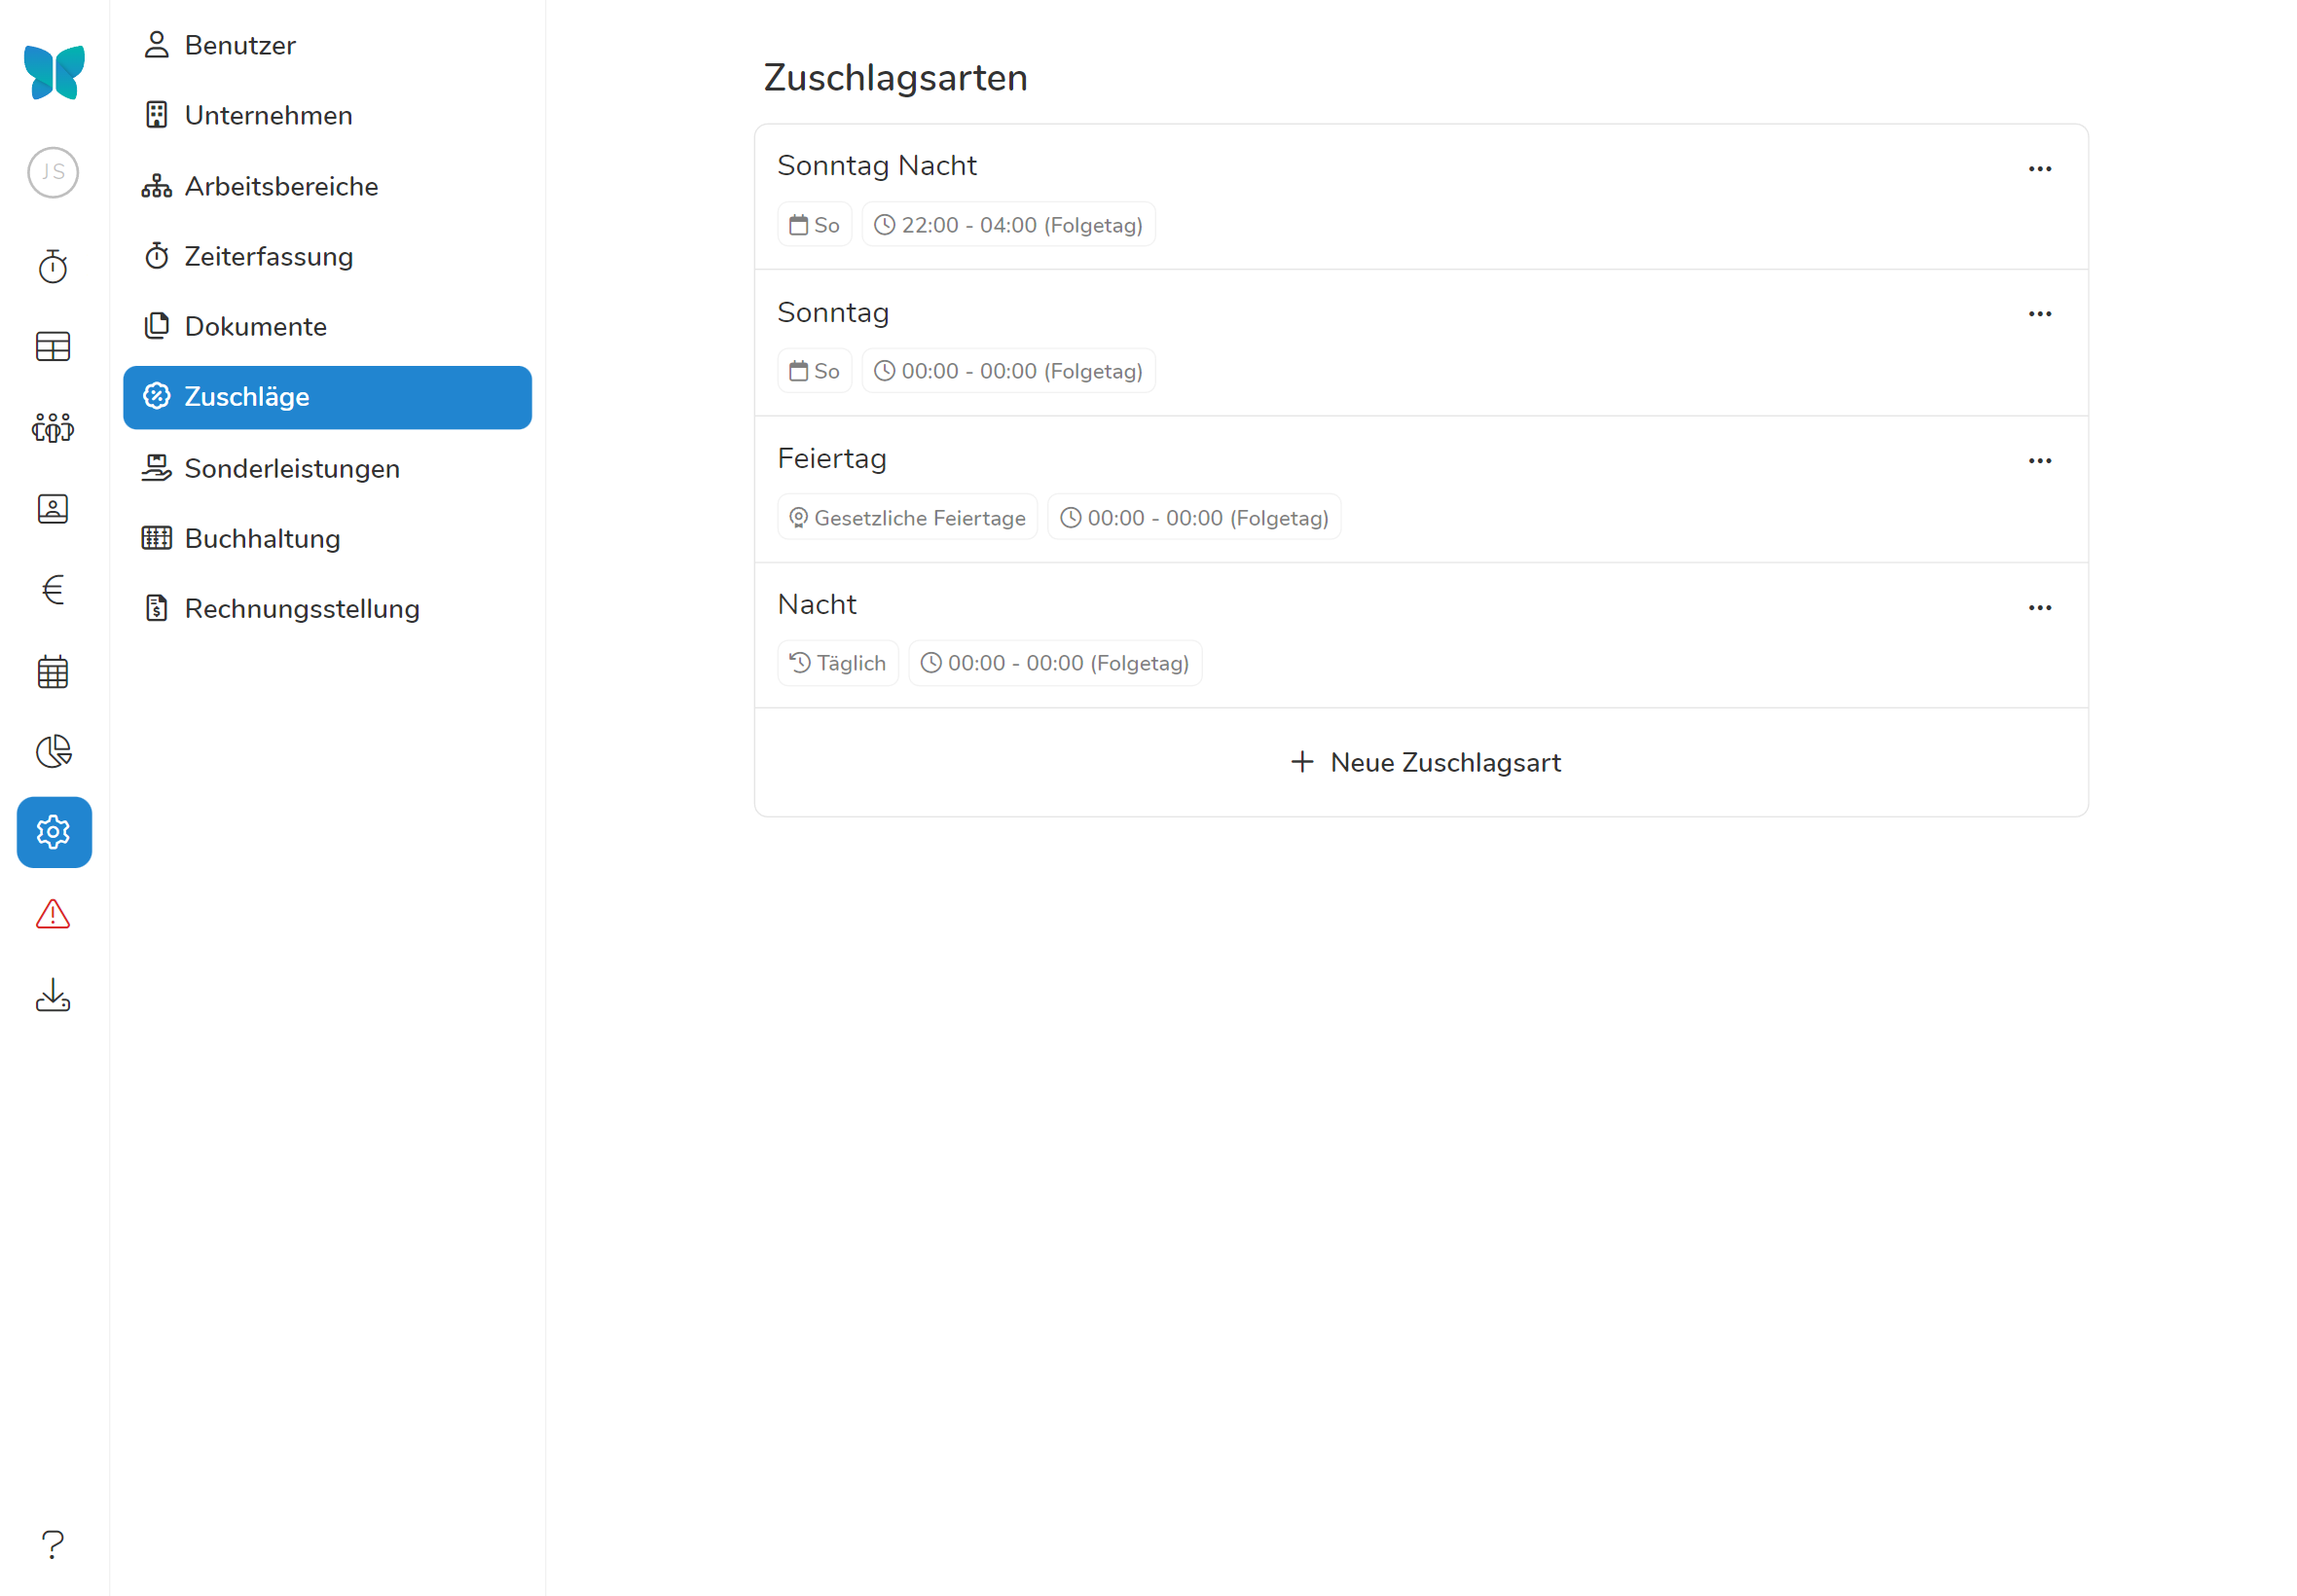 JS
Benutzer
Unternehmen
Arbeitsbereiche
Zeiterfassung
Dokumente
Zuschläge
Sonderleistungen
Buchhaltung
Rechnungsstellung
Zuschlagsarten
Sonntag Nacht
So 22:00 - 04:00 (Folgetag)
Sonntag
So 00:00 - 00:00 (Folgetag)
Feiertag
Gesetzliche Feiertage 00:00 - 00:00 (Folgetag)
Nacht
Täglich 00:00 - 00:00 (Folgetag)
+ Neue Zuschlagsart